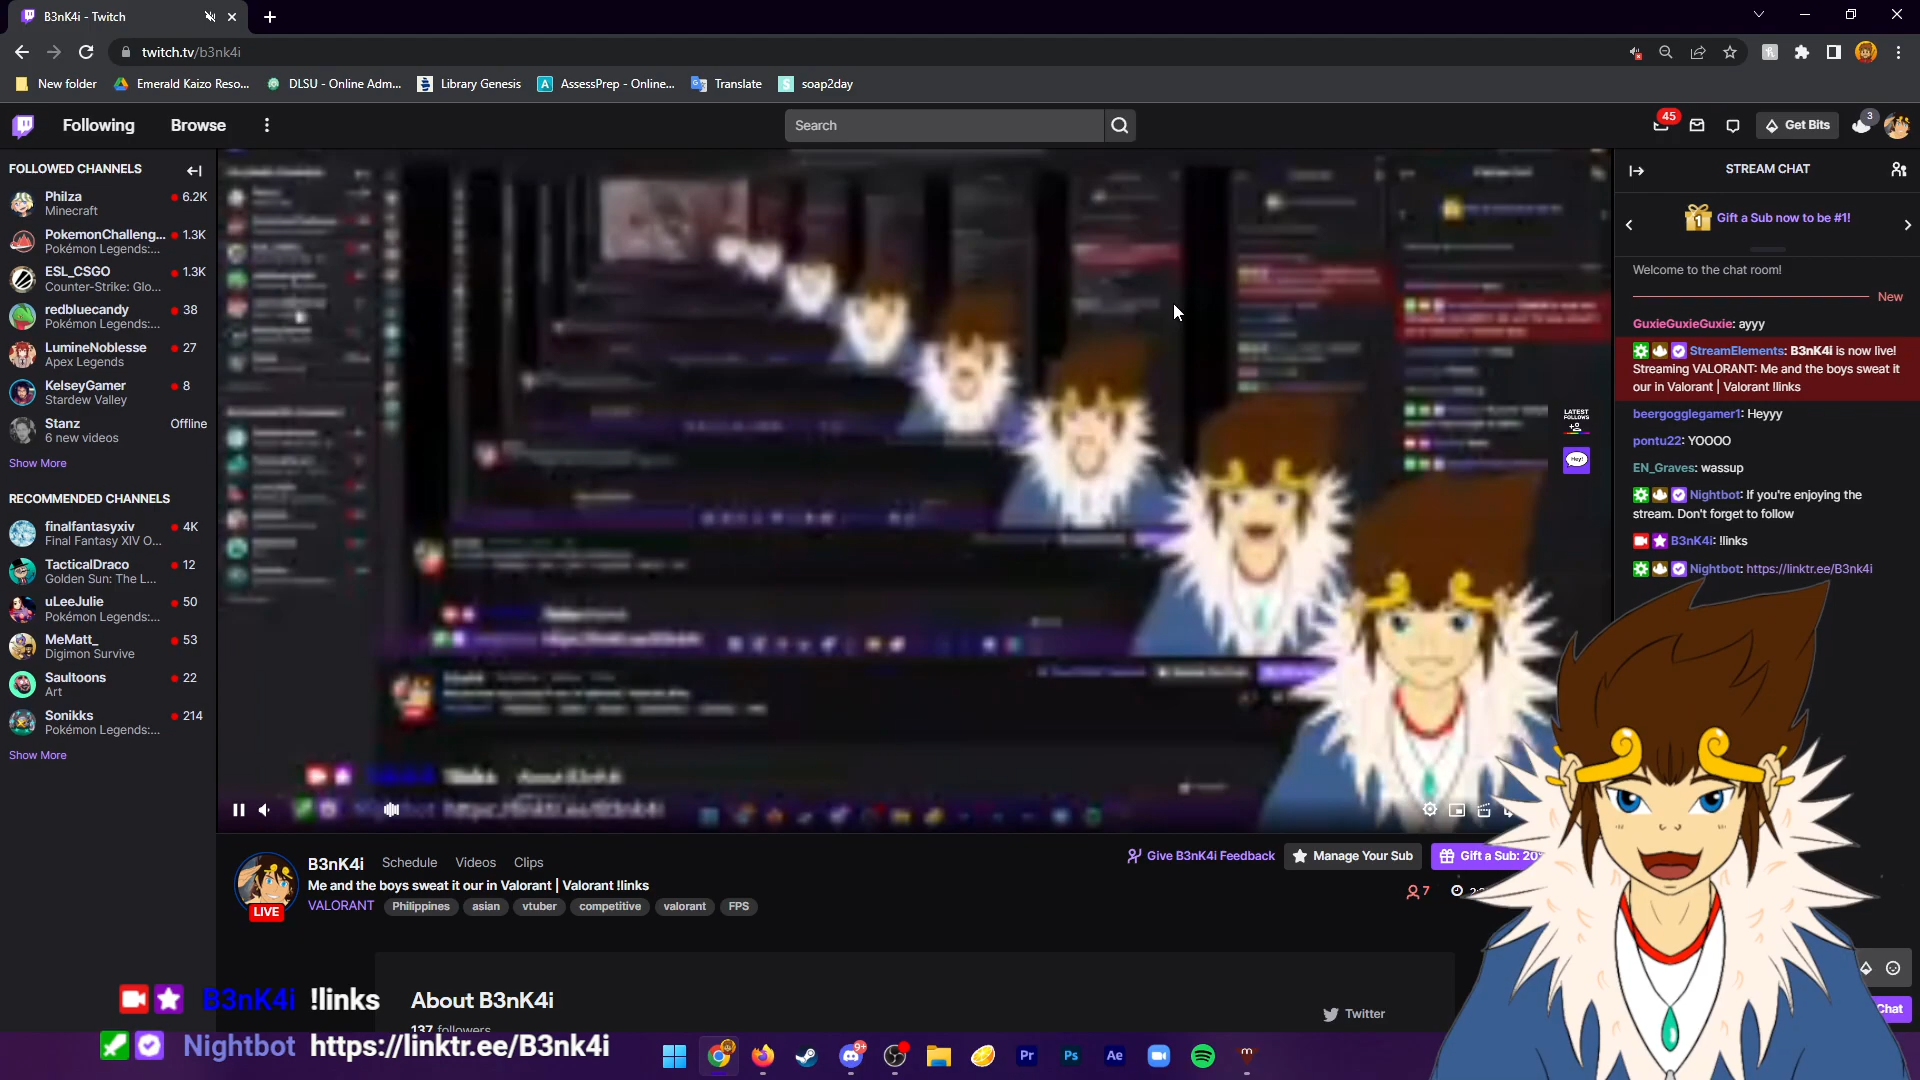 B3nK4i - Twitch
twitch.tv/b3nk4i
New folder
Emerald Kaizo Reso...
DLSU - Online Adm...
Library Genesis
AssessPrep - Online...
Translate
soap2day
Following
Browse
Search
45
Get Bits
3
FOLLOWED CHANNELS
Philza
6.2K
Minecraft
PokemonChalleng...
1.3K
Pokémon Legends:...
ESL_CSGO
1.3K
Counter-Strike: Glo...
redbluecandy
38
Pokémon Legends:...
LumineNoblesse
27
Apex Legends
KelseyGamer
8
Stardew Valley
Stanz
Offline
6 new videos
Show More
RECOMMENDED CHANNELS
finalfantasyxiv
4K
Final Fantasy XIV O...
TacticalDraco
12
Golden Sun: The L...
uLeeJulie
50
Pokémon Legends:...
MeMatt_
53
Digimon Survive
Saultoons
22
Art
Sonikks
214
Pokémon Legends:...
Show More
LATEST
FOLLOWS
Hey!
STREAM CHAT
1
Gift a Sub now to be #1!
Welcome to the chat room!
New
GuxieGuxieGuxie: ayyy
StreamElements: B3nK4i is now live!
Streaming VALORANT: Me and the boys sweat it
our in Valorant | Valorant !links
beergogglegamer1: Heyyy
pontu22: YOOOO
EN_Graves: wassup
Nightbot: If you're enjoying the
stream. Don't forget to follow
B3nK4i: !links
Nightbot: https://linktr.ee/B3nk4i
B3nK4i
Schedule
Videos
Clips
Give B3nK4i Feedback
Manage Your Sub
Gift a Sub:
Me and the boys sweat it our in Valorant | Valorant !links
LIVE
VALORANT
Philippines
asian
vtuber
competitive
valorant
FPS
7
About B3nK4i
137 followers
Twitter
Chat
B3nK4i !links
Nightbot https://linktr.ee/B3nk4i
9+
Pr
Ps
Ae